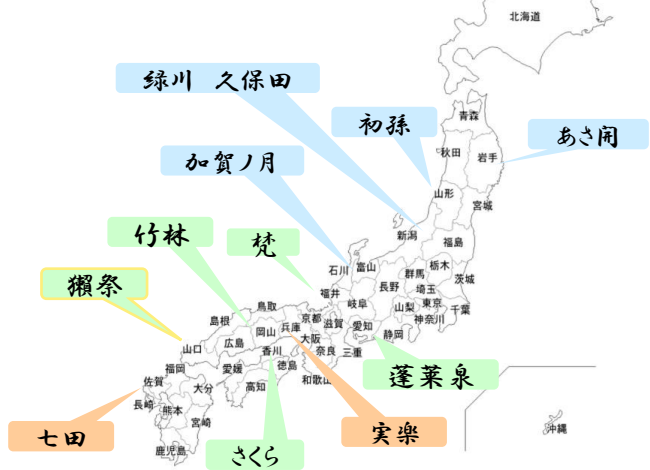 北海道
緑川 久保田
青森
初孫
あさ開
秋田
岩手
加賀ノ月
山形
宮城
竹林
梵
新潟
福島
石川
富山
群馬
栃木
獺祭
福井
長野
埼玉
茨城
岐阜
鳥取
山梨
東京
千葉
島根
京都
滋賀
愛知
神奈川
岡山
兵庫
静岡
広島
大阪
山口
香川
奈良
三重
福岡
愛媛
徳島
蓬莱泉
佐賀
大分
高知
和歌山
長崎
熊本
宮崎
七田
実楽
沖縄
鹿児島
さくら